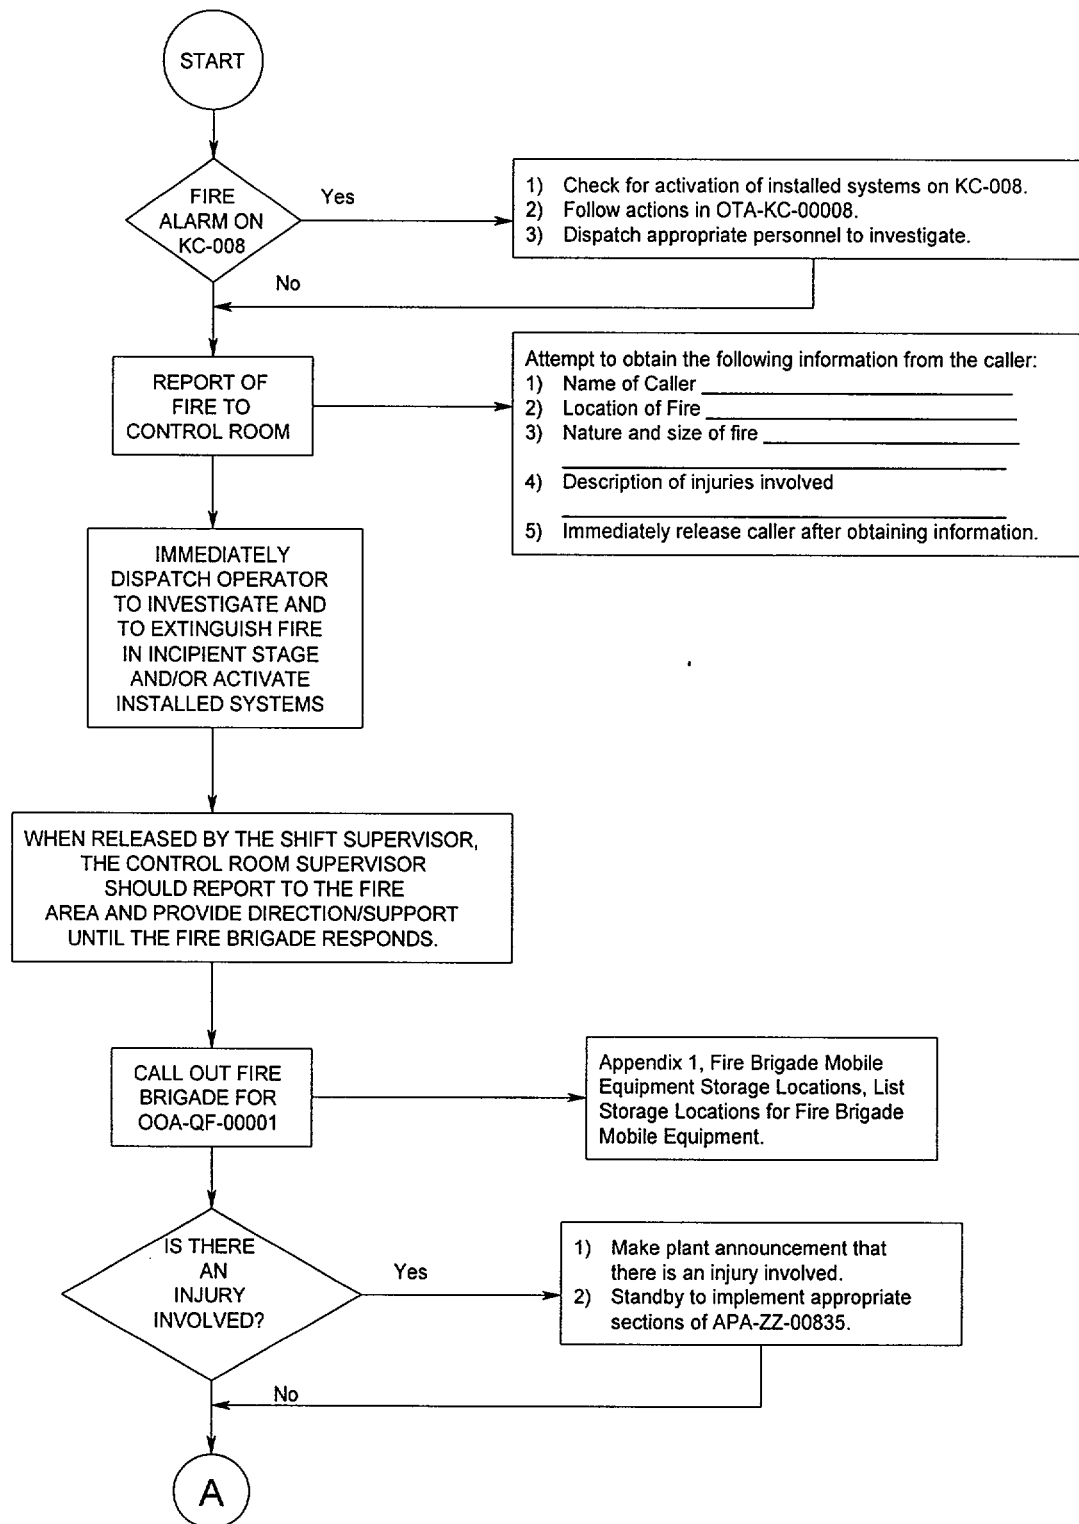 START
FIRE
ALARM ON
KC-008
Yes
1) Check for activation of installed systems on KC-008.
2) Follow actions in OTA-KC-00008.
3) Dispatch appropriate personnel to investigate.
No
REPORT OF
FIRE TO
CONTROL ROOM
Attempt to obtain the following information from the caller:
1) Name of Caller
2) Location of Fire
3) Nature and size of fire
4) Description of injuries involved
5) Immediately release caller after obtaining information.
IMMEDIATELY
DISPATCH OPERATOR
TO INVESTIGATE AND
TO EXTINGUISH FIRE
IN INCIPIENT STAGE
AND/OR ACTIVATE
INSTALLED SYSTEMS
WHEN RELEASED BY THE SHIFT SUPERVISOR,
THE CONTROL ROOM SUPERVISOR
SHOULD REPORT TO THE FIRE
AREA AND PROVIDE DIRECTION/SUPPORT
UNTIL THE FIRE BRIGADE RESPONDS.
CALL OUT FIRE
BRIGADE FOR
OOA-QF-00001
Appendix 1, Fire Brigade Mobile
Equipment Storage Locations, List
Storage Locations for Fire Brigade
Mobile Equipment.
IS THERE
AN
INJURY
INVOLVED?
Yes
1) Make plant announcement that
there is an injury involved.
2) Standby to implement appropriate
sections of APA-ZZ-00835.
No
A